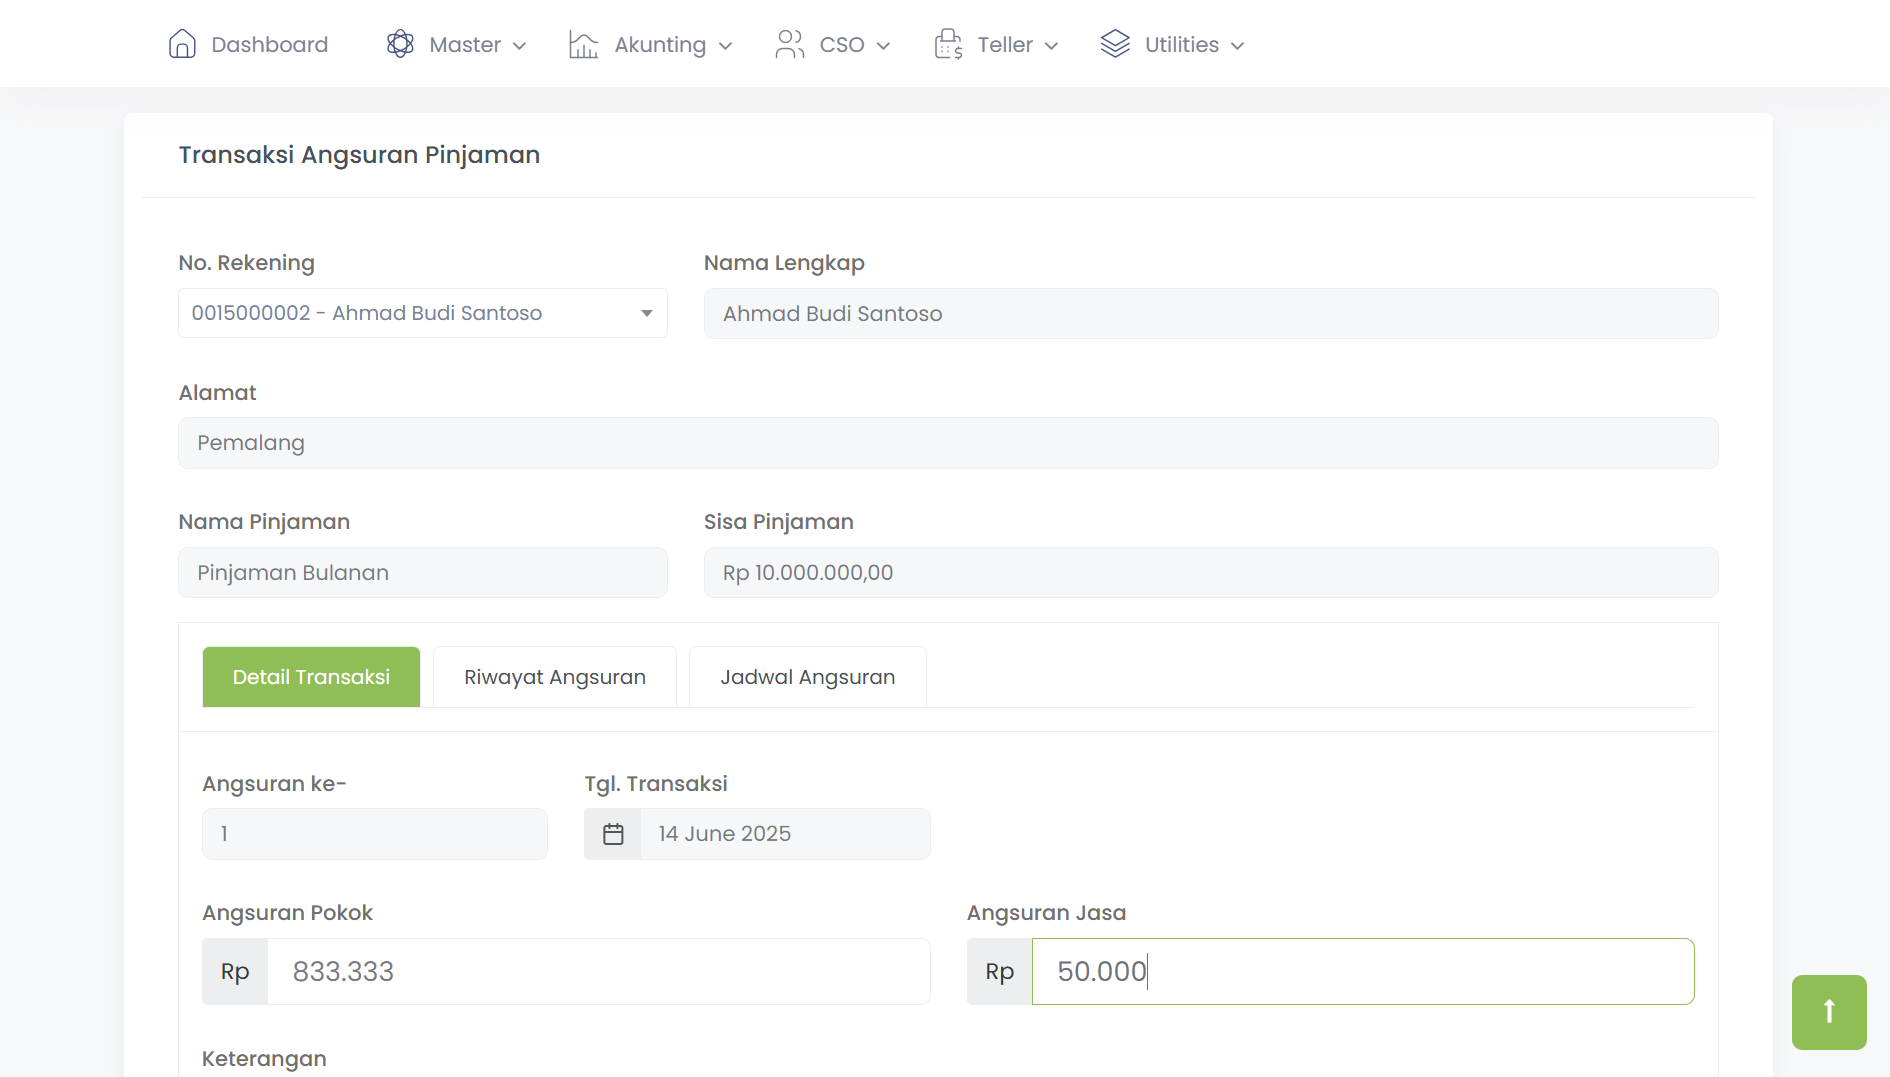 Dashboard Master Akunting CSO Teller Utilities
Transaksi Angsuran Pinjaman
No. Rekening Nama Lengkap
0015000002 - Ahmad Budi Santoso Ahmad Budi Santoso
Alamat
Pemalang
Nama Pinjaman Sisa Pinjaman
Pinjaman Bulanan Rp 10.000.000,00
Detail Transaksi Riwayat Angsuran Jadwal Angsuran
Angsuran ke- Tgl. Transaksi
1 14 June 2025
Angsuran Pokok Angsuran Jasa
Rp 833.333 Rp 50.000
Keterangan